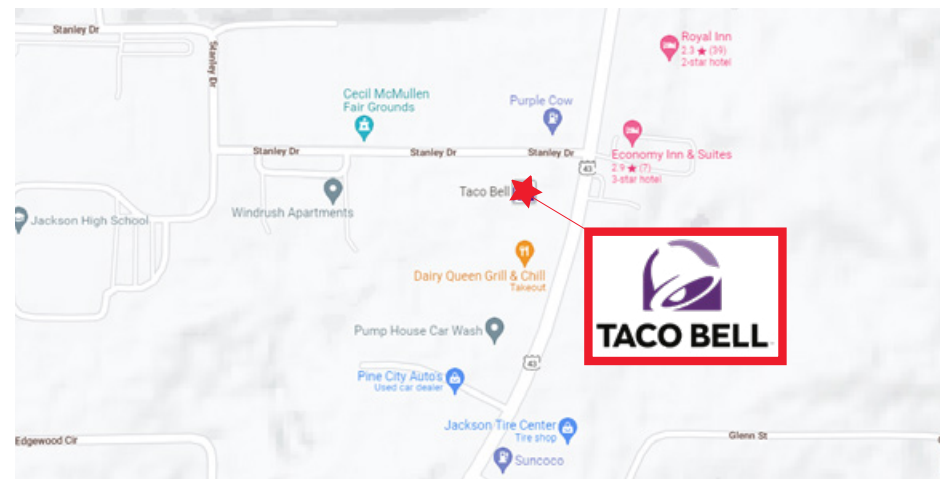 Stanley Dr
Stanley Dr
Royal Inn
2.3 ★ (39)
2-star hotel
Cecil McMullen
Fair Grounds
Purple Cow
Stanley Dr
Stanley Dr
Stanley Dr
43
Economy Inn & Suites
2.9 ★ (7)
3-star hotel
Taco Bell
Windrush Apartments
Jackson High School
Dairy Queen Grill & Chill
Takeout
TACO BELL
Pump House Car Wash
43
Pine City Auto's
Used car dealer
Jackson Tire Center
Tire shop
Edgewood Cir
Glenn St
Suncoco